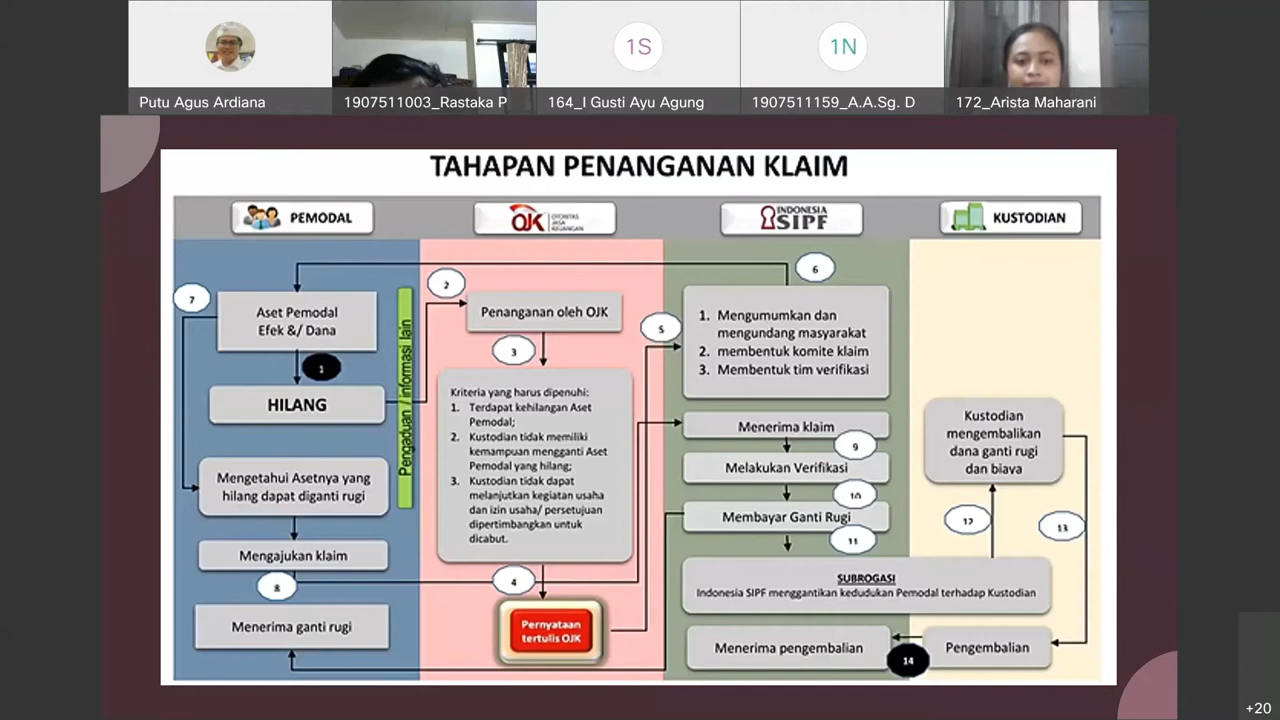 Putu Agus Ardiana
1907511003_Rastaka P
1S
164_I Gusti Ayu Agung
1N
1907511159_A.A.Sg. D
172_Arista Maharani
TAHAPAN PENANGANAN KLAIM
PEMODAL
OJK
OTORITAS
JASA
KEUANGAN
INDONESIA
SIPF
KUSTODIAN
7
Aset Pemodal
Efek &/ Dana
1
HILANG
Mengetahui Asetnya yang
hilang dapat diganti rugi
Mengajukan klaim
8
Menerima ganti rugi
Pengaduan / informasi lain
2
Penanganan oleh OJK
3
Kriteria yang harus dipenuhi:
1. Terdapat kehilangan Aset
Pemodal;
2. Kustodian tidak memiliki
kemampuan mengganti Aset
Pemodal yang hilang;
3. Kustodian tidak dapat
melanjutkan kegiatan usaha
dan izin usaha/ persetujuan
dipertimbangkan untuk
dicabut.
4
Pernyataan
tertulis OJK
5
6
1. Mengumumkan dan
mengundang masyarakat
2. membentuk komite klaim
3. Membentuk tim verifikasi
Menerima klaim
9
Melakukan Verifikasi
10
Membayar Ganti Rugi
11
SUBROGASI
Indonesia SIPF menggantikan kedudukan Pemodal terhadap Kustodian
Menerima pengembalian
14
Kustodian
mengembalikan
dana ganti rugi
dan biaya
12
13
Pengembalian
+20